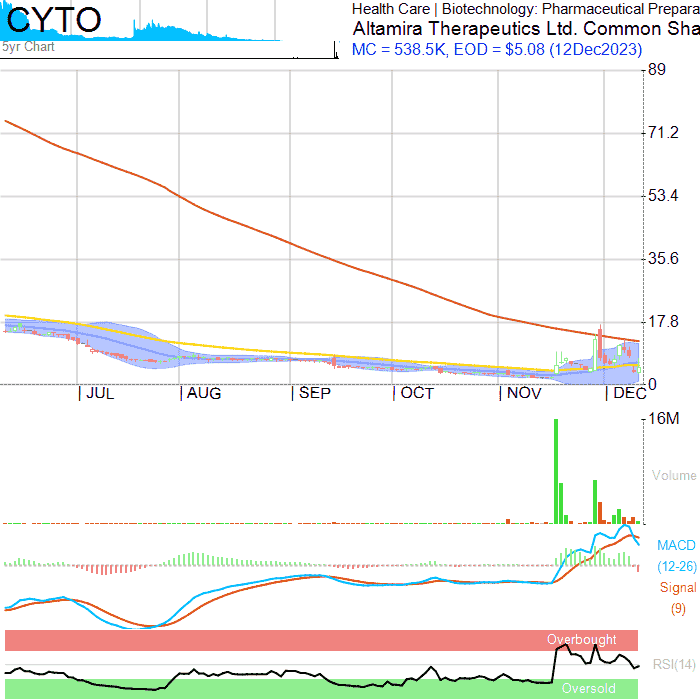 CYTO
5yr Chart
Health Care | Biotechnology: Pharmaceutical Prepara
Altamira Therapeutics Ltd. Common Sha
MC = 538.5K, EOD = $5.08 (12Dec2023)
89
71.2
53.4
35.6
17.8
0
JUL
AUG
SEP
OCT
NOV
DEC
16M
Volume
MACD
(12-26)
Signal
(9)
Overbought
RSI(14)
Oversold